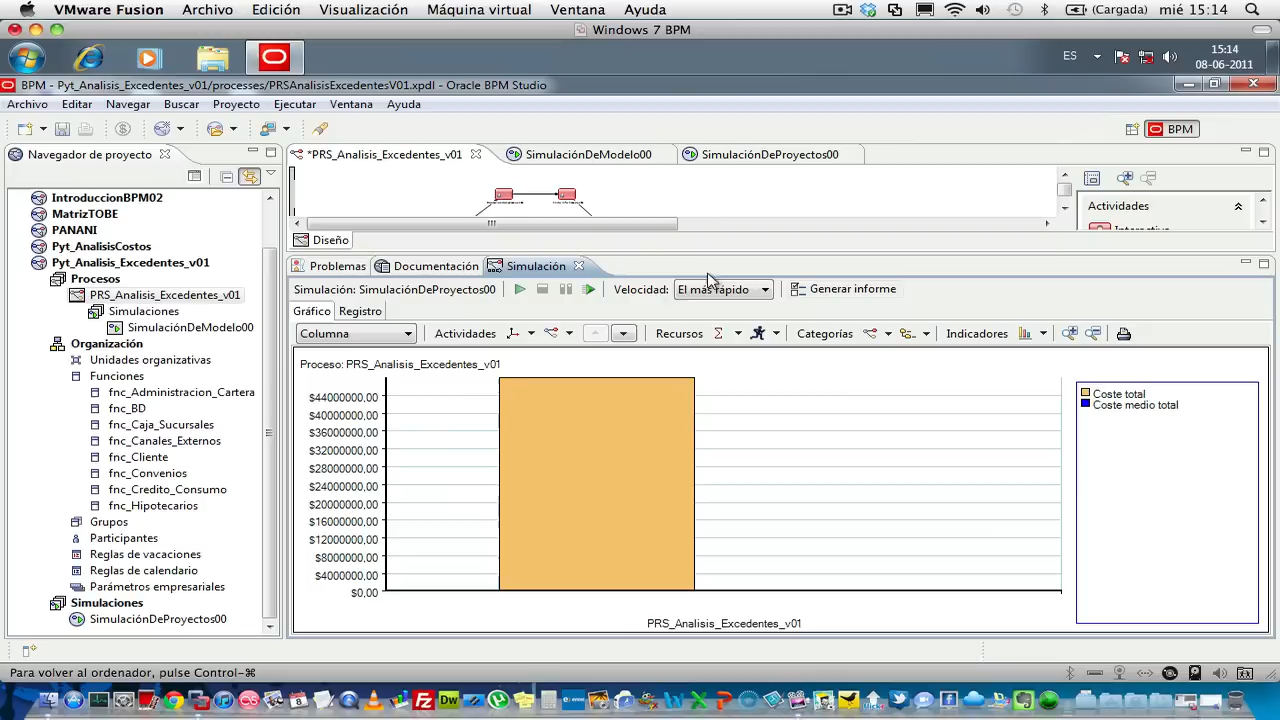 VMware Fusion Archivo Edición Visualización Máquina virtual Ventana Ayuda (Cargada) mié 15:14
Windows 7 BPM
ES 15:14
08-06-2011
BPM - Pyt_Analisis_Excedentes_v01/processes/PRSAnalisisExcedentesV01.xpdl - Oracle BPM Studio
Archivo Editar Navegar Buscar Proyecto Ejecutar Ventana Ayuda
BPM
Navegador de proyecto
*PRS_Analisis_Excedentes_v01 SimulaciónDeModelo00 SimulaciónDeProyectos00
IntroduccionBPM02
MatrizTOBE
PANANI
Pyt_AnalisisCostos
Pyt_Analisis_Excedentes_v01
Procesos
PRS_Analisis_Excedentes_v01
Simulaciones
SimulaciónDeModelo00
Organización
Unidades organizativas
Funciones
fnc_Administracion_Cartera
fnc_BD
fnc_Caja_Sucursales
fnc_Canales_Externos
fnc_Cliente
fnc_Convenios
fnc_Credito_Consumo
fnc_Hipotecarios
Grupos
Participantes
Reglas de vacaciones
Reglas de calendario
Parámetros empresariales
Simulaciones
SimulaciónDeProyectos00
Actividades
Interactiva
Diseño
Problemas Documentación Simulación
Simulación: SimulaciónDeProyectos00 Velocidad: El más rápido Generar informe
Gráfico Registro
Columna Actividades Recursos Categorías Indicadores
Proceso: PRS_Analisis_Excedentes_v01
$44000000,00
$40000000,00
$36000000,00
$32000000,00
$28000000,00
$24000000,00
$20000000,00
$16000000,00
$12000000,00
$8000000,00
$4000000,00
$0,00
PRS_Analisis_Excedentes_v01
Coste total
Coste medio total
Para volver al ordenador, pulse Control-⌘